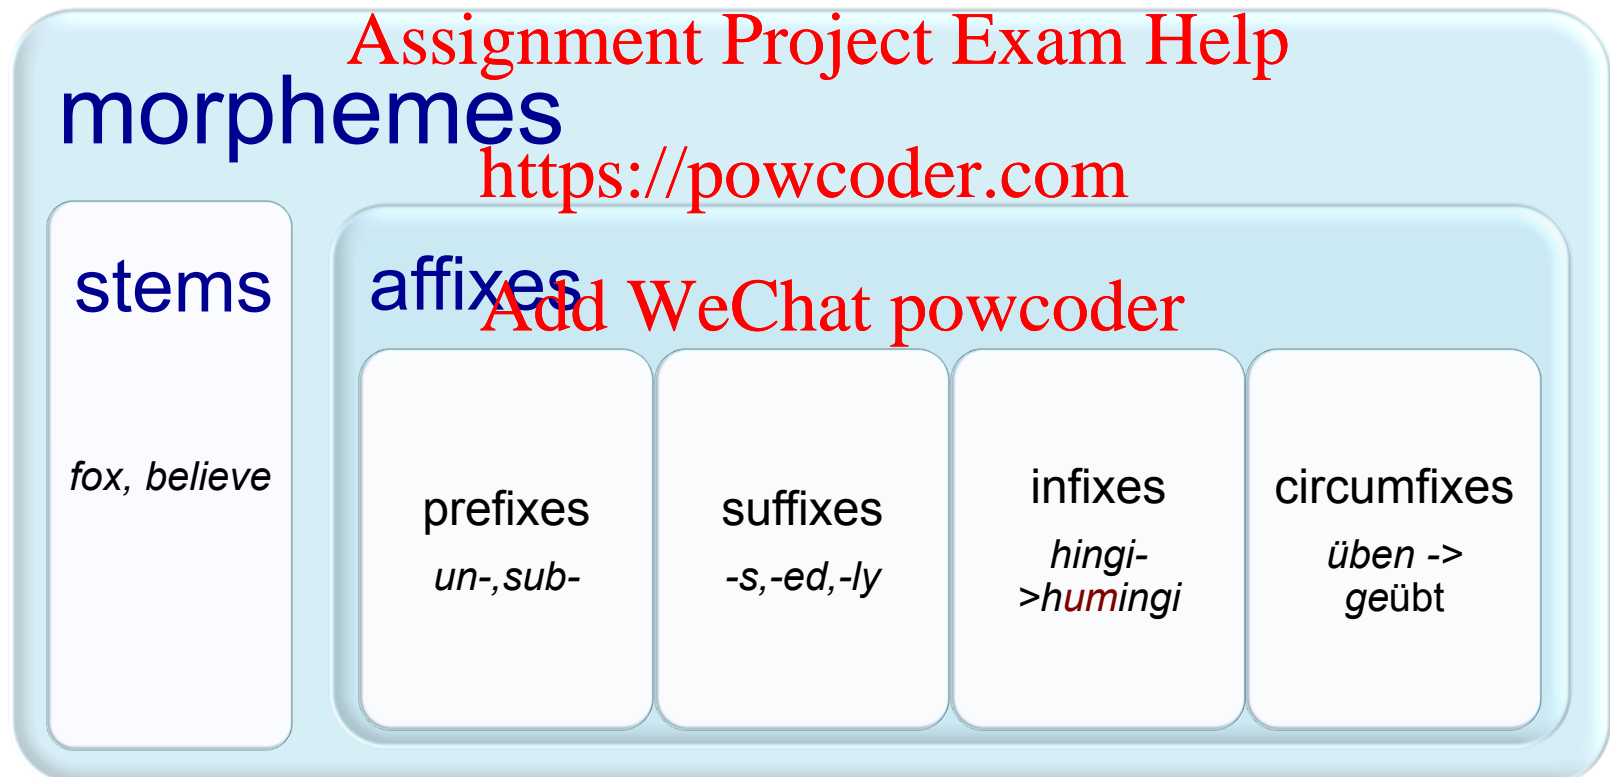 Assignment Project Exam Help
morphemes
https://powcoder.com
stems
affixes
Add WeChat powcoder
fox, believe
prefixes
un-,sub-
suffixes
-s,-ed,-ly
infixes
hingi-
>humingi
circumfixes
üben ->
geübt